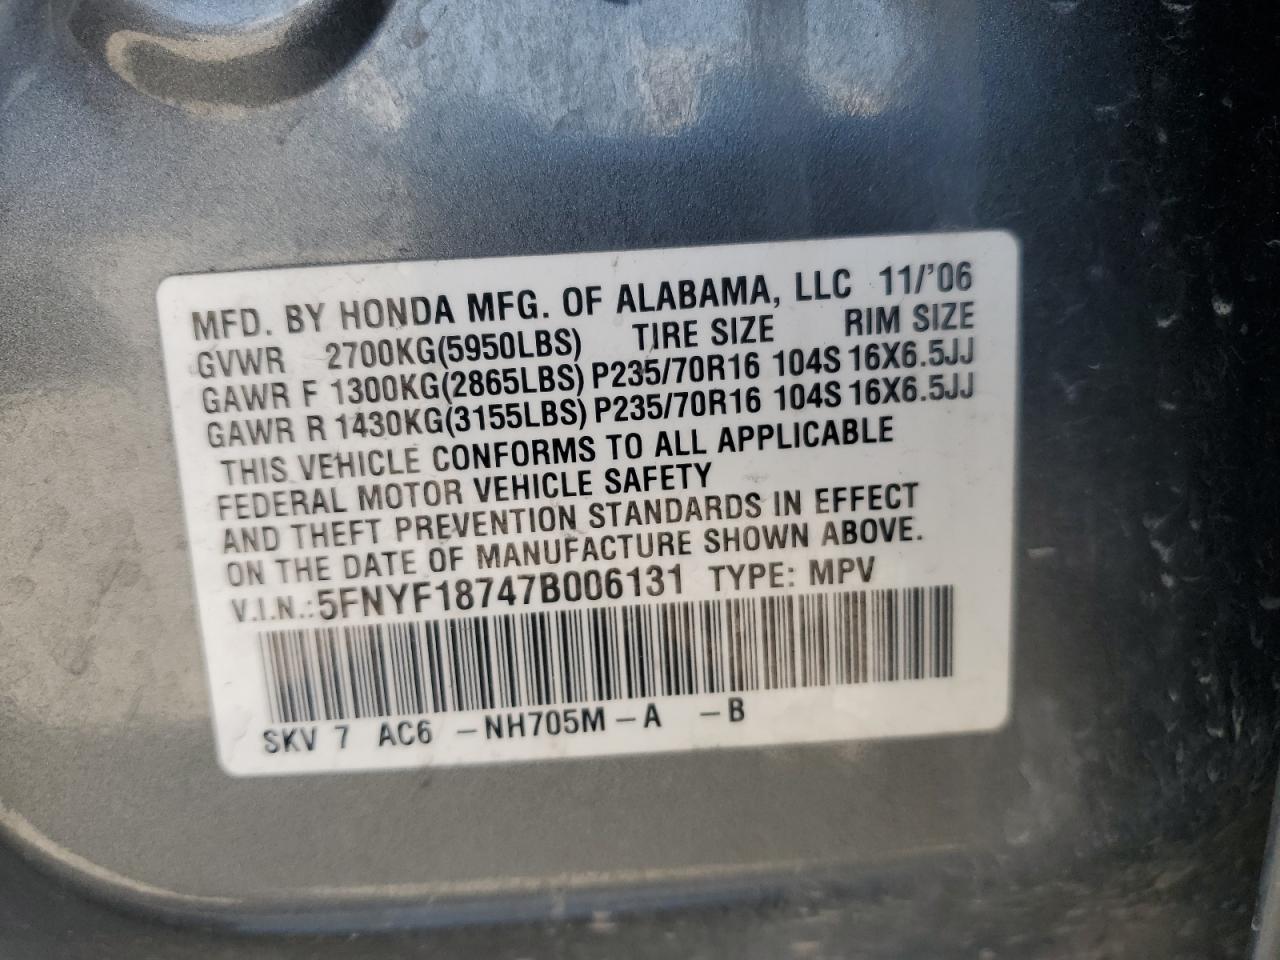 MFD. BY HONDA MFG. OF ALABAMA, LLC 11/'06
GVWR 2700KG(5950LBS) TIRE SIZE RIM SIZE
GAWR F 1300KG(2865LBS) P235/70R16 104S 16X6.5JJ
GAWR R 1430KG(3155LBS) P235/70R16 104S 16X6.5JJ
THIS VEHICLE CONFORMS TO ALL APPLICABLE
FEDERAL MOTOR VEHICLE SAFETY
AND THEFT PREVENTION STANDARDS IN EFFECT
ON THE DATE OF MANUFACTURE SHOWN ABOVE.
V.I.N.:5FNYF18747B006131 TYPE: MPV
SKV 7 AC6 -NH705M-A -B